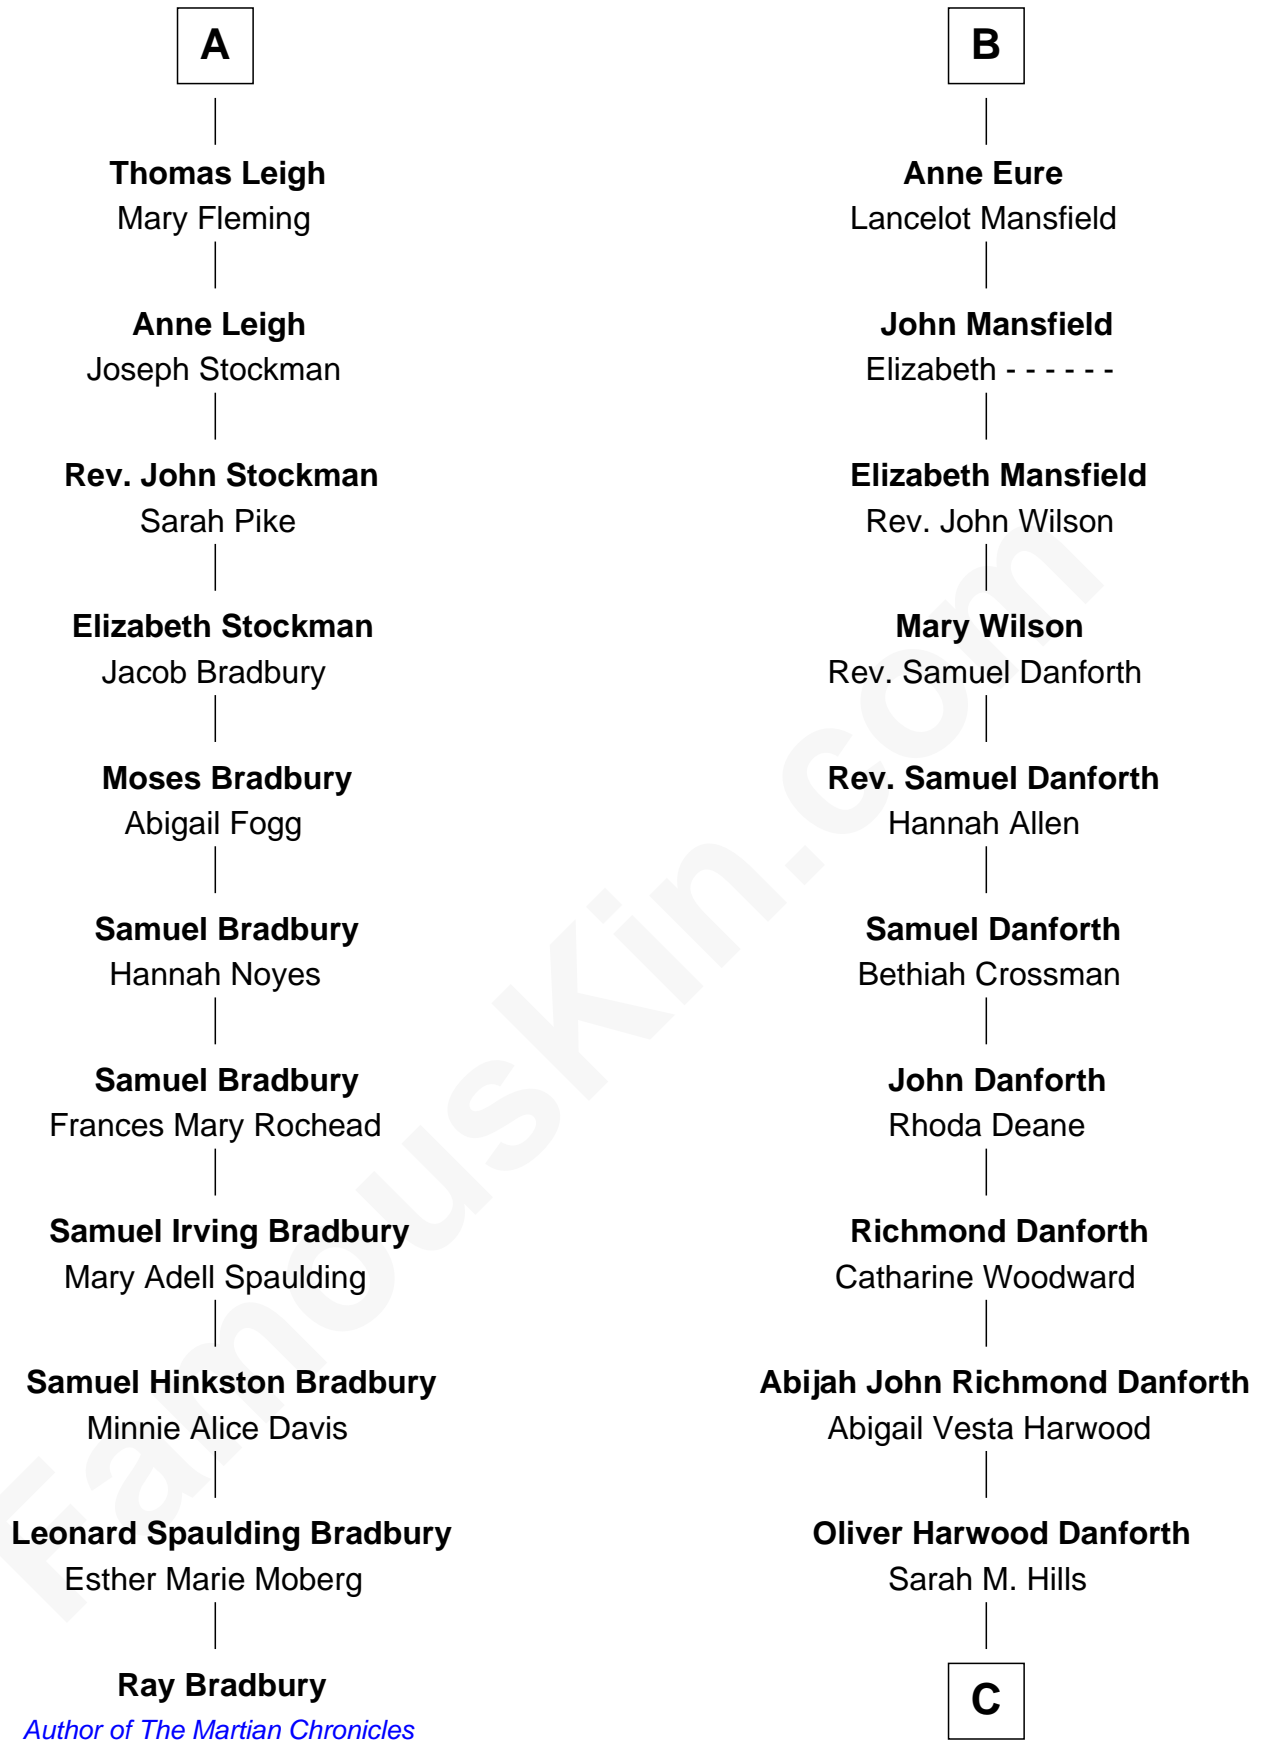 A
Thomas Leigh
Mary Fleming
Anne Leigh
Joseph Stockman
Rev. John Stockman
Sarah Pike
Elizabeth Stockman
Jacob Bradbury
Moses Bradbury
Abigail Fogg
Samuel Bradbury
Hannah Noyes
Samuel Bradbury
Frances Mary Rochead
Samuel Irving Bradbury
Mary Adell Spaulding
Samuel Hinkston Bradbury
Minnie Alice Davis
Leonard Spaulding Bradbury
Esther Marie Moberg
Ray Bradbury
Author of The Martian Chronicles
B
Anne Eure
Lancelot Mansfield
John Mansfield
Elizabeth - - - - - -
Elizabeth Mansfield
Rev. John Wilson
Mary Wilson
Rev. Samuel Danforth
Rev. Samuel Danforth
Hannah Allen
Samuel Danforth
Bethiah Crossman
John Danforth
Rhoda Deane
Richmond Danforth
Catharine Woodward
Abijah John Richmond Danforth
Abigail Vesta Harwood
Oliver Harwood Danforth
Sarah M. Hills
C
FamousKin.com